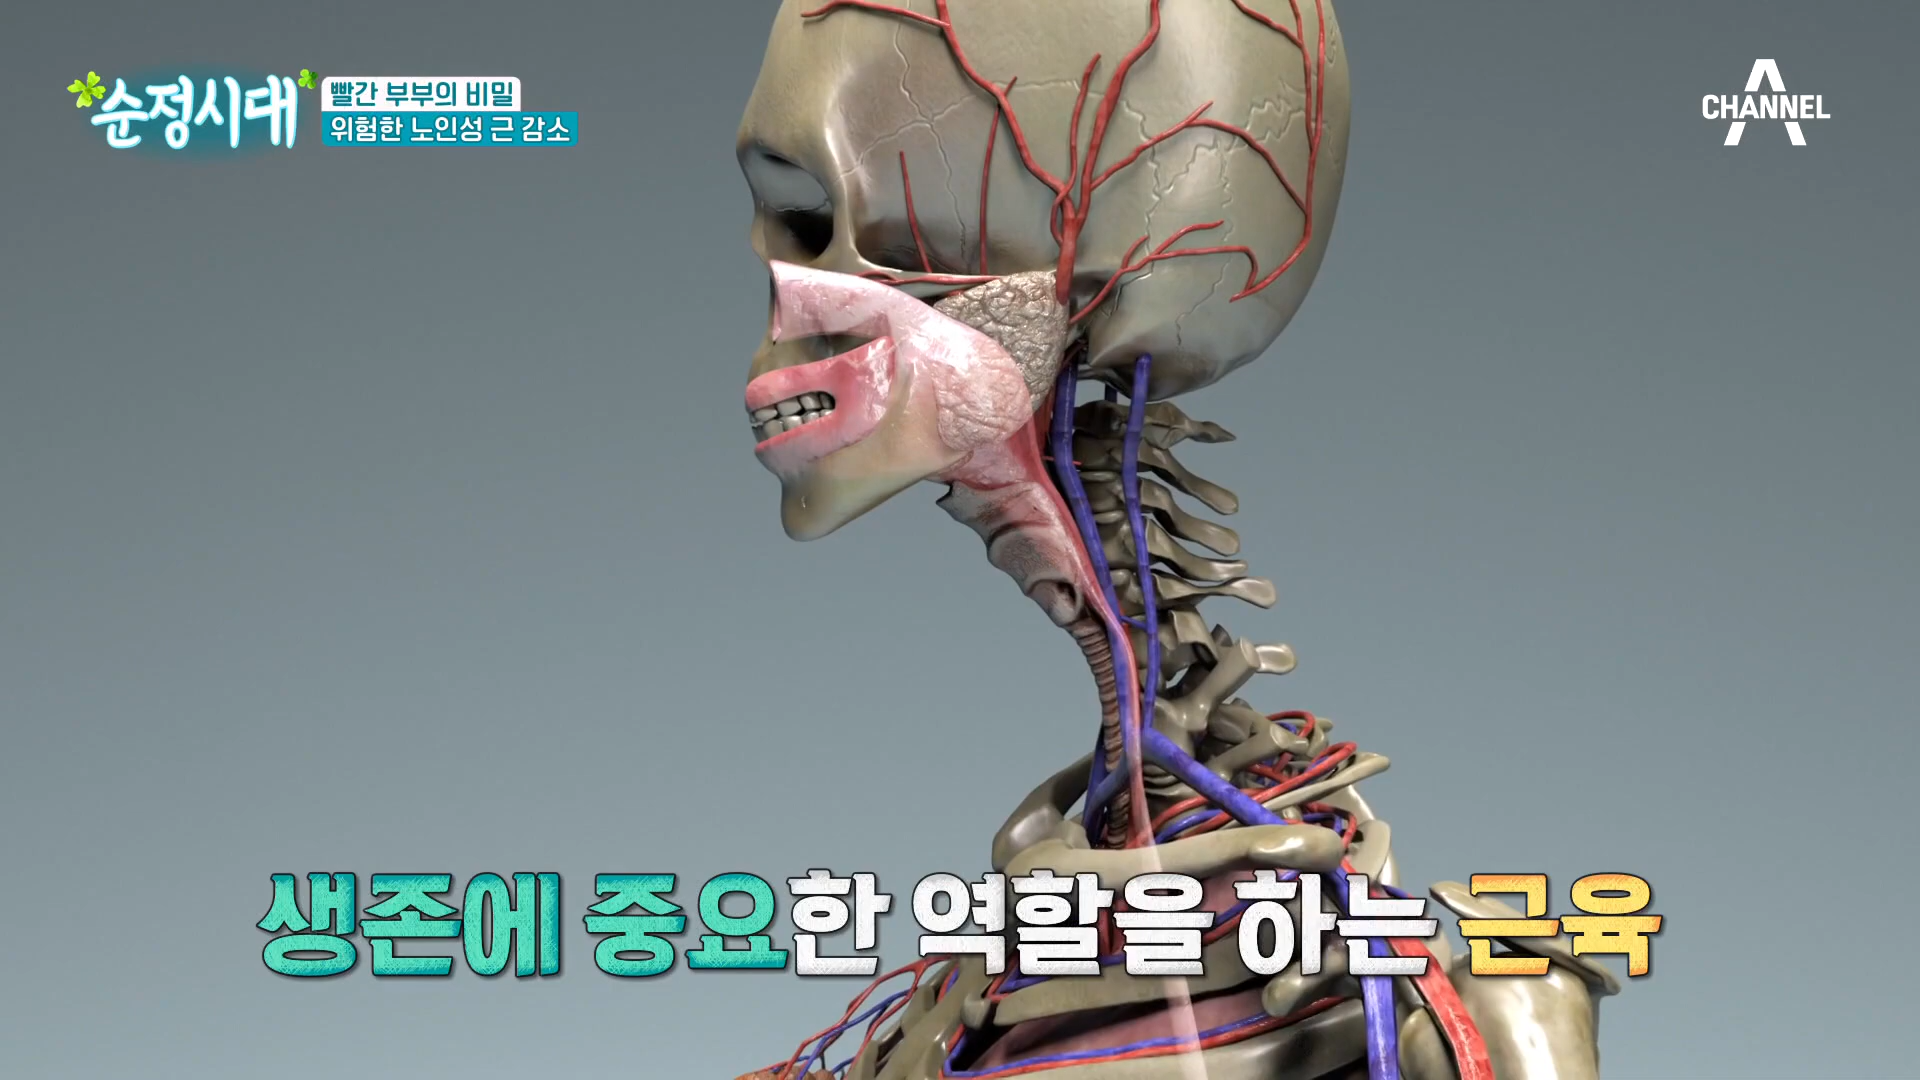 순정시대
빨간 부부의 비밀
위험한 노인성 근 감소
CHANNEL A
생존에 중요한 역할을 하는 근육